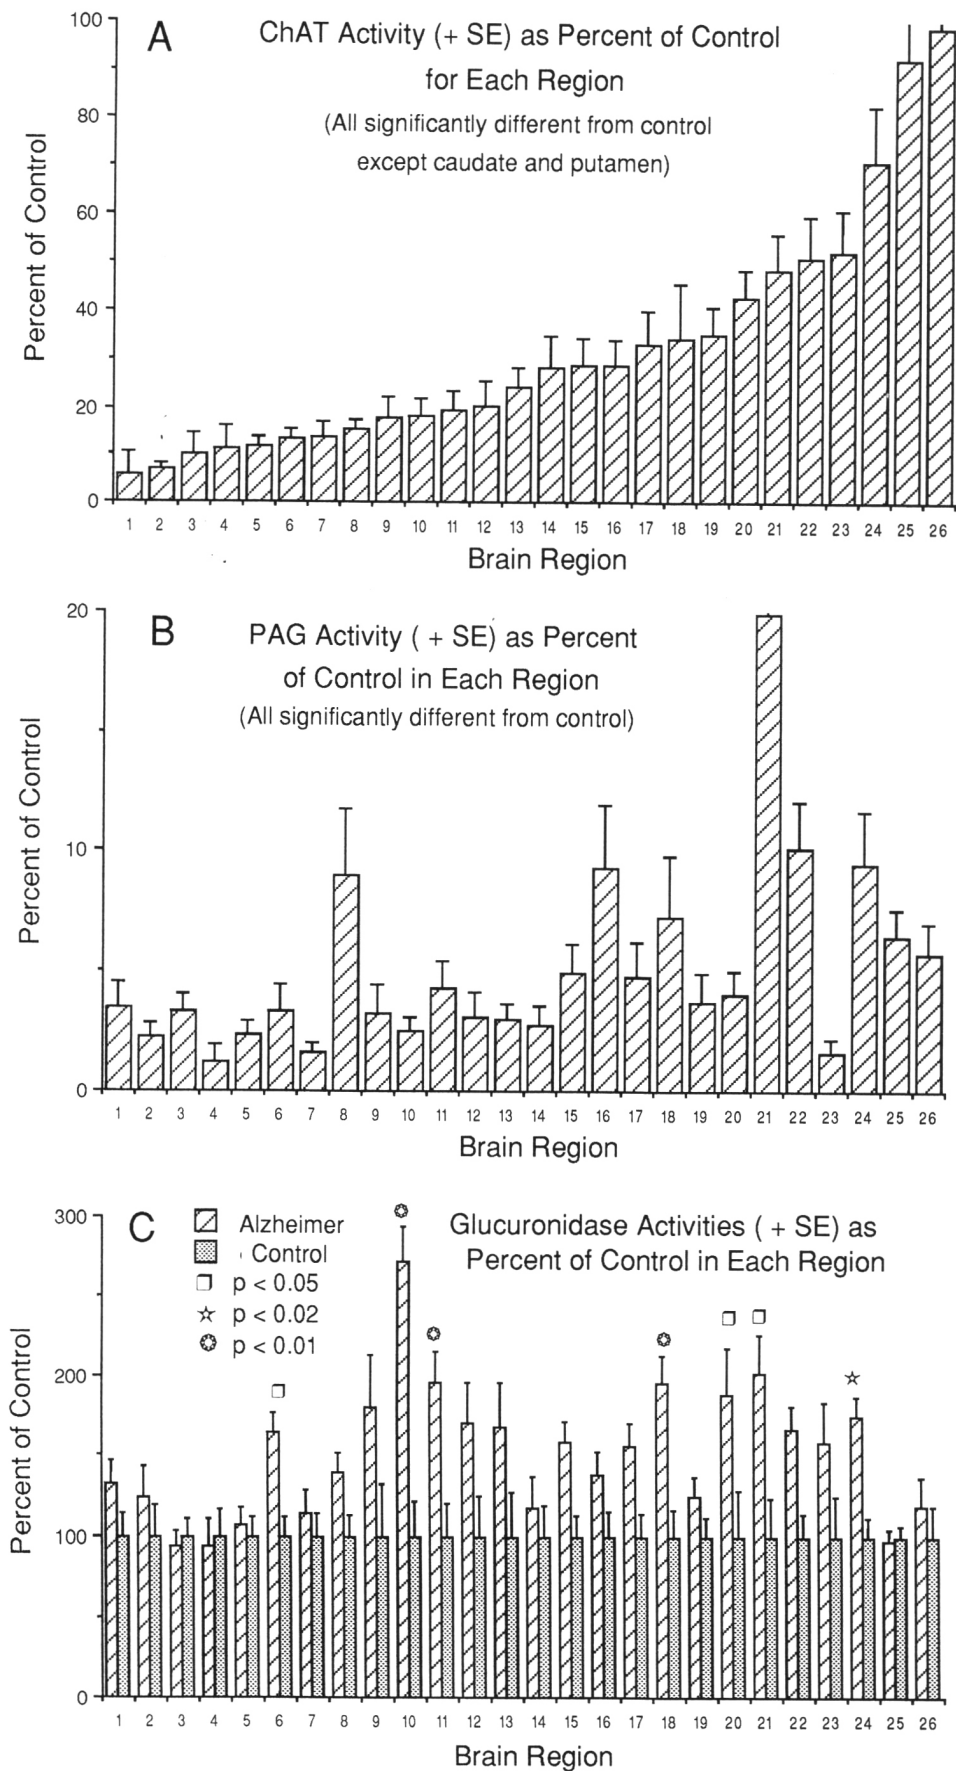 A
ChAT Activity (+ SE) as Percent of Control
for Each Region
(All significantly different from control
except caudate and putamen)
Percent of Control
100
80
60
40
20
0
1 2 3 4 5 6 7 8 9 10 11 12 13 14 15 16 17 18 19 20 21 22 23 24 25 26
Brain Region
B
PAG Activity ( + SE) as Percent
of Control in Each Region
(All significantly different from control)
Percent of Control
20
10
0
1 2 3 4 5 6 7 8 9 10 11 12 13 14 15 16 17 18 19 20 21 22 23 24 25 26
Brain Region
C
Alzheimer
Control
p < 0.05
p < 0.02
p < 0.01
Glucuronidase Activities ( + SE) as
Percent of Control in Each Region
Percent of Control
300
200
100
0
1 2 3 4 5 6 7 8 9 10 11 12 13 14 15 16 17 18 19 20 21 22 23 24 25 26
Brain Region